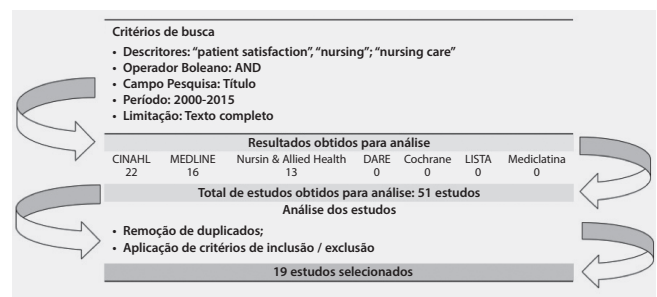 Critérios de busca
• Descritores: “patient satisfaction”, “nursing”; “nursing care”
• Operador Boleano: AND
• Campo Pesquisa: Título
• Período: 2000-2015
• Limitação: Texto completo
Resultados obtidos para análise
CINAHL MEDLINE Nursin & Allied Health DARE Cochrane LISTA Mediclatina
22 16 13 0 0 0 0
Total de estudos obtidos para análise: 51 estudos
Análise dos estudos
• Remoção de duplicados;
• Aplicação de critérios de inclusão / exclusão
19 estudos selecionados